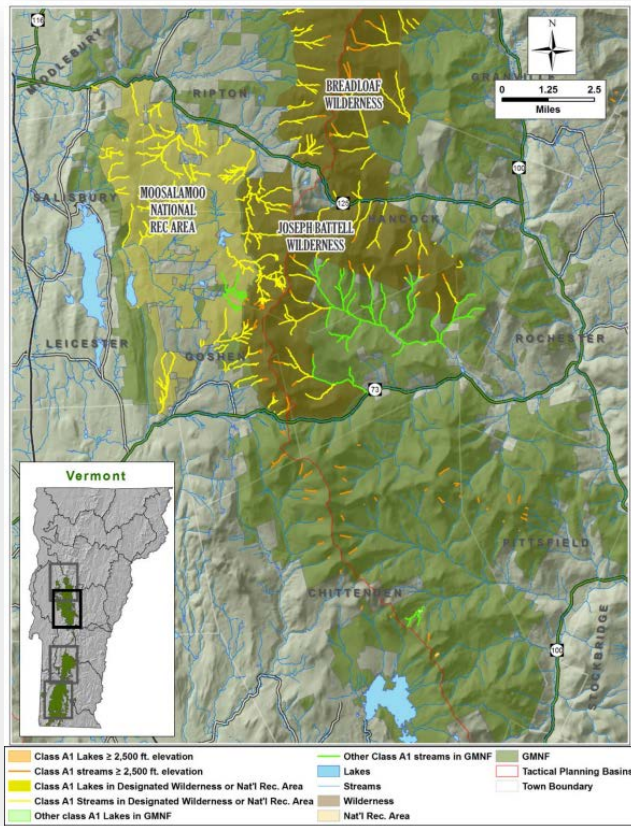 116
MIDDLEBURY
RIPTON
BREADLOAF
WILDERNESS
GRANVILLE
N
0 1.25 2.5
Miles
100
SALISBURY
MOOSALAMOO
NATIONAL
REC AREA
125
HANCOCK
JOSEPH BATTELL
WILDERNESS
LEICESTER
GOSHEN
ROCHESTER
73
Vermont
PITTSFIELD
CHITTENDEN
100
STOCKBRIDGE
Class A1 Lakes ≥ 2,500 ft. elevation
Class A1 streams ≥ 2,500 ft. elevation
Class A1 Lakes in Designated Wilderness or Nat'l Rec. Area
Class A1 Streams in Designated Wilderness or Nat'l Rec. Area
Other class A1 Lakes in GMNF
Other Class A1 streams in GMNF
Lakes
Streams
Wilderness
Nat'l Rec. Area
GMNF
Tactical Planning Basins
Town Boundary